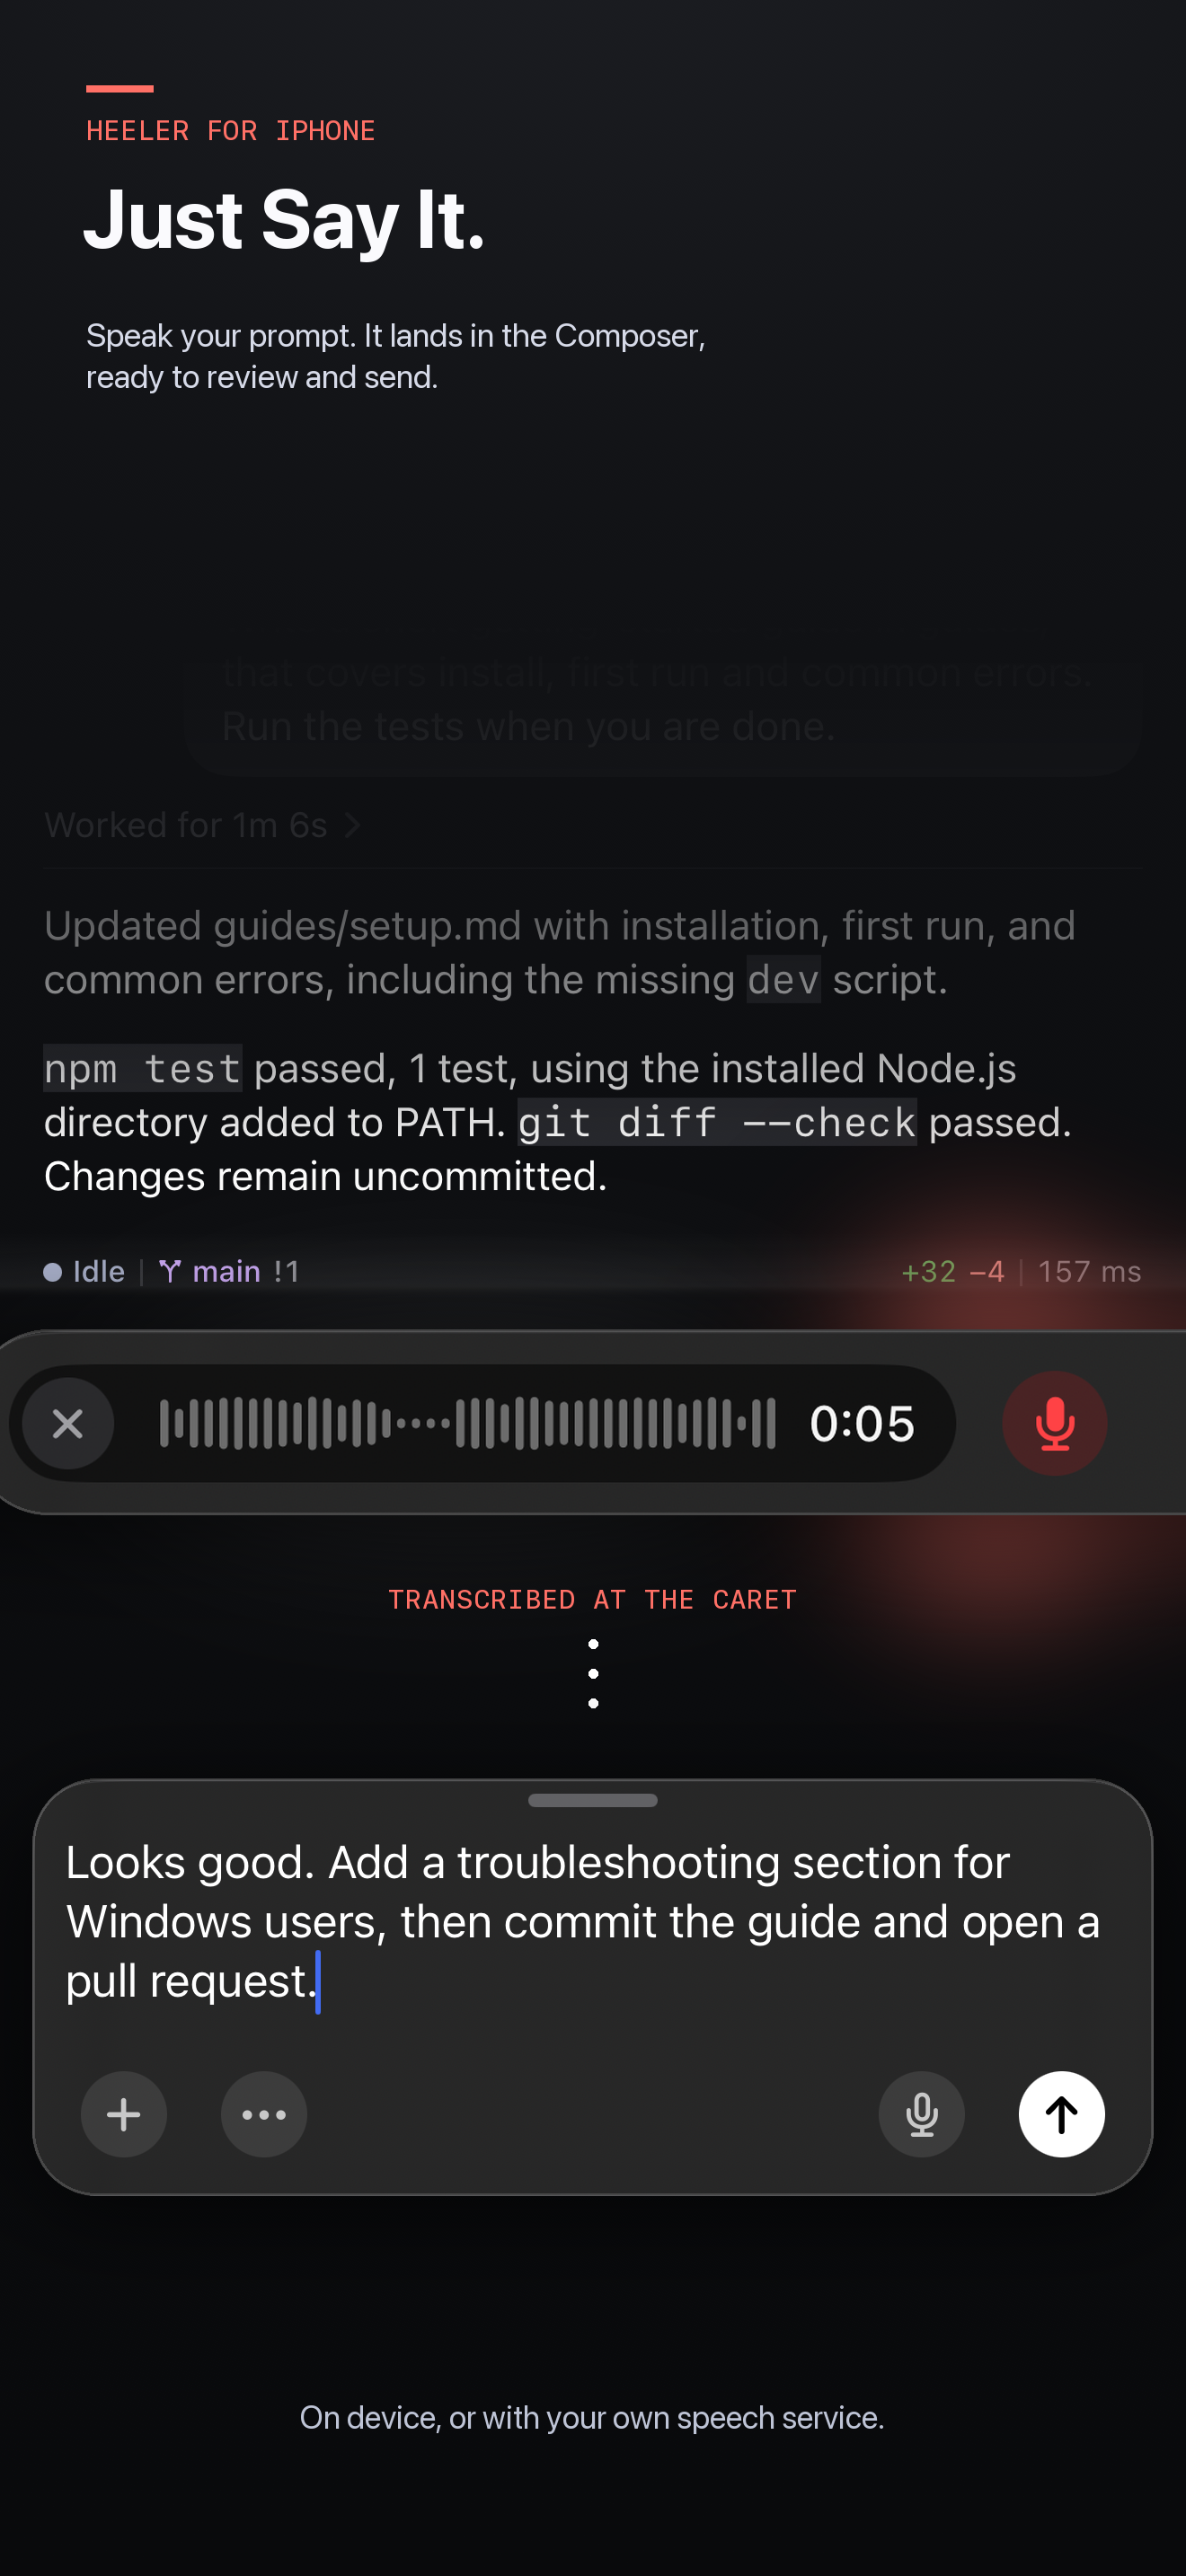 HEELER FOR IPHONE
Just Say It.
Speak your prompt. It lands in the Composer,
ready to review and send.
that covers install, first run and common errors.
Run the tests when you are done.
Worked for 1m 6s
Updated guides/setup.md with installation, first run, and
common errors, including the missing dev script.
npm test passed, 1 test, using the installed Node.js
directory added to PATH. git diff --check passed.
Changes remain uncommitted.
Idle | main !1 +32 −4 | 157 ms
0:05
TRANSCRIBED AT THE CARET
Looks good. Add a troubleshooting section for
Windows users, then commit the guide and open a
pull request.
On device, or with your own speech service.